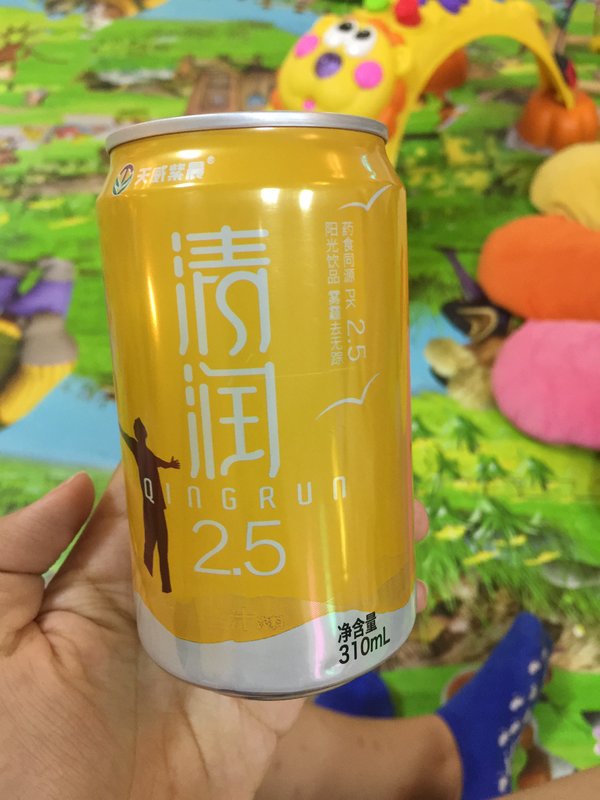 天威紫晨®
清润
QINGRUN
2.5
药食同源 PK 2.5
阳光饮品 雾霾去无踪
净含量
310mL